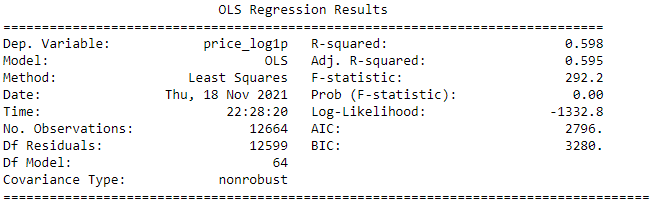 OLS Regression Results
==============================================================================
Dep. Variable: price_log1p R-squared: 0.598
Model: OLS Adj. R-squared: 0.595
Method: Least Squares F-statistic: 292.2
Date: Thu, 18 Nov 2021 Prob (F-statistic): 0.00
Time: 22:28:20 Log-Likelihood: -1332.8
No. Observations: 12664 AIC: 2796.
Df Residuals: 12599 BIC: 3280.
Df Model: 64
Covariance Type: nonrobust
====================================================================================